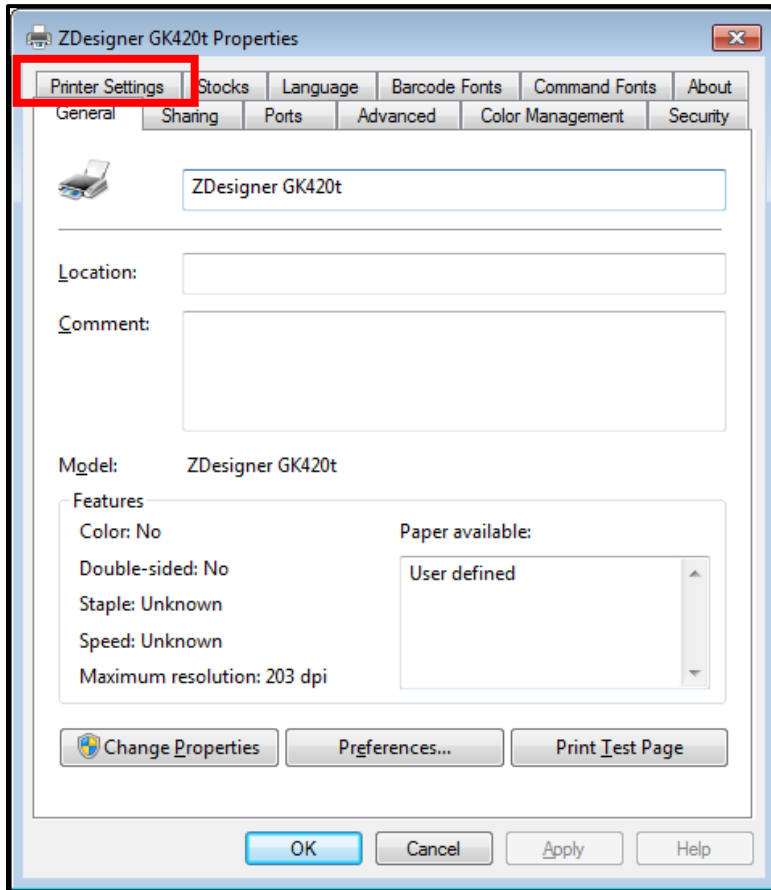 ZDesigner GK420t Properties
Printer Settings Stocks Language Barcode Fonts Command Fonts About
General Sharing Ports Advanced Color Management Security
ZDesigner GK420t
Location:
Comment:
Model: ZDesigner GK420t
Features
Color: No Paper available:
Double-sided: No User defined
Staple: Unknown
Speed: Unknown
Maximum resolution: 203 dpi
Change Properties Preferences... Print Test Page
OK Cancel Apply Help